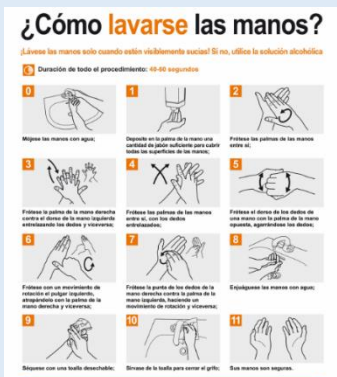 ¿Cómo lavarse las manos?
¡Lávese las manos solo cuando estén visiblemente sucias! Si no, utilice la solución alcohólica
Duración de todo el procedimiento: 40-60 segundos
0
Mójese las manos con agua;
1
Deposite en la palma de la mano una
cantidad de jabón suficiente para cubrir
todas las superficies de las manos;
2
Frótese las palmas de las manos
entre sí;
3
Frótese la palma de la mano derecha
contra el dorso de la mano izquierda
entrelazando los dedos y viceversa;
4
Frótese las palmas de las manos
entre sí, con los dedos
entrelazados;
5
Frótese el dorso de los dedos de
una mano con la palma de la mano
opuesta, agarrándose los dedos;
6
Frótese con un movimiento de
rotación el pulgar izquierdo,
atrapándolo con la palma de la
mano derecha y viceversa;
7
Frótese la punta de los dedos de la
mano derecha contra la palma de la
mano izquierda, haciendo un
movimiento de rotación y viceversa;
8
Enjuáguese las manos con agua;
9
Séquese con una toalla desechable;
10
Sírvase de la toalla para cerrar el grifo;
11
Sus manos son seguras.